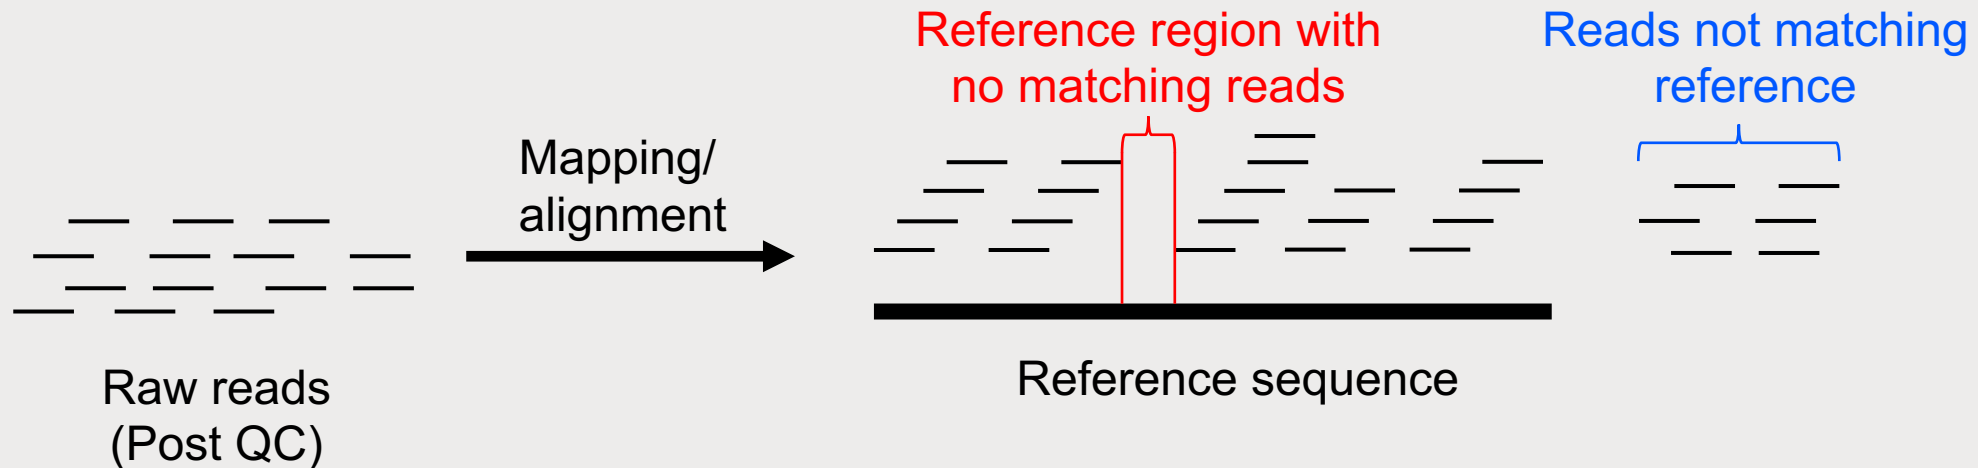 Raw reads
(Post QC)
Mapping/
alignment
Reference region with
no matching reads
Reads not matching
reference
Reference sequence